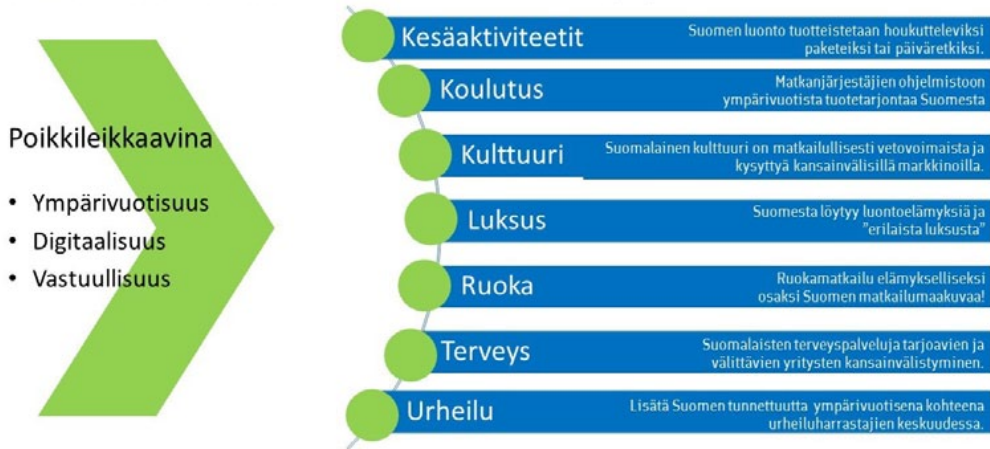 Poikkileikkaavina
• Ympärivuotisuus
• Digitaalisuus
• Vastuullisuus
Kesäaktiviteetit
Suomen luonto tuotteistetaan houkutteleviksi
paketeiksi tai päiväretkiksi.
Koulutus
Matkanjärjestäjien ohjelmistoon
ympärivuotista tuotetarjontaa Suomesta
Kulttuuri
Suomalainen kulttuuri on matkailullisesti vetovoimaista ja
kysyttyä kansainvälisillä markkinoilla.
Luksus
Suomesta löytyy luontoelämyksiä ja
"erilaista luksusta"
Ruoka
Ruokamatkailu elämykselliseksi
osaksi Suomen matkailumaakuvaa!
Terveys
Suomalaisten terveyspalveluja tarjoavien ja
välittävien yritysten kansainvälistyminen.
Urheilu
Lisätä Suomen tunnettuutta ympärivuotisena kohteena
urheiluharrastajien keskuudessa.